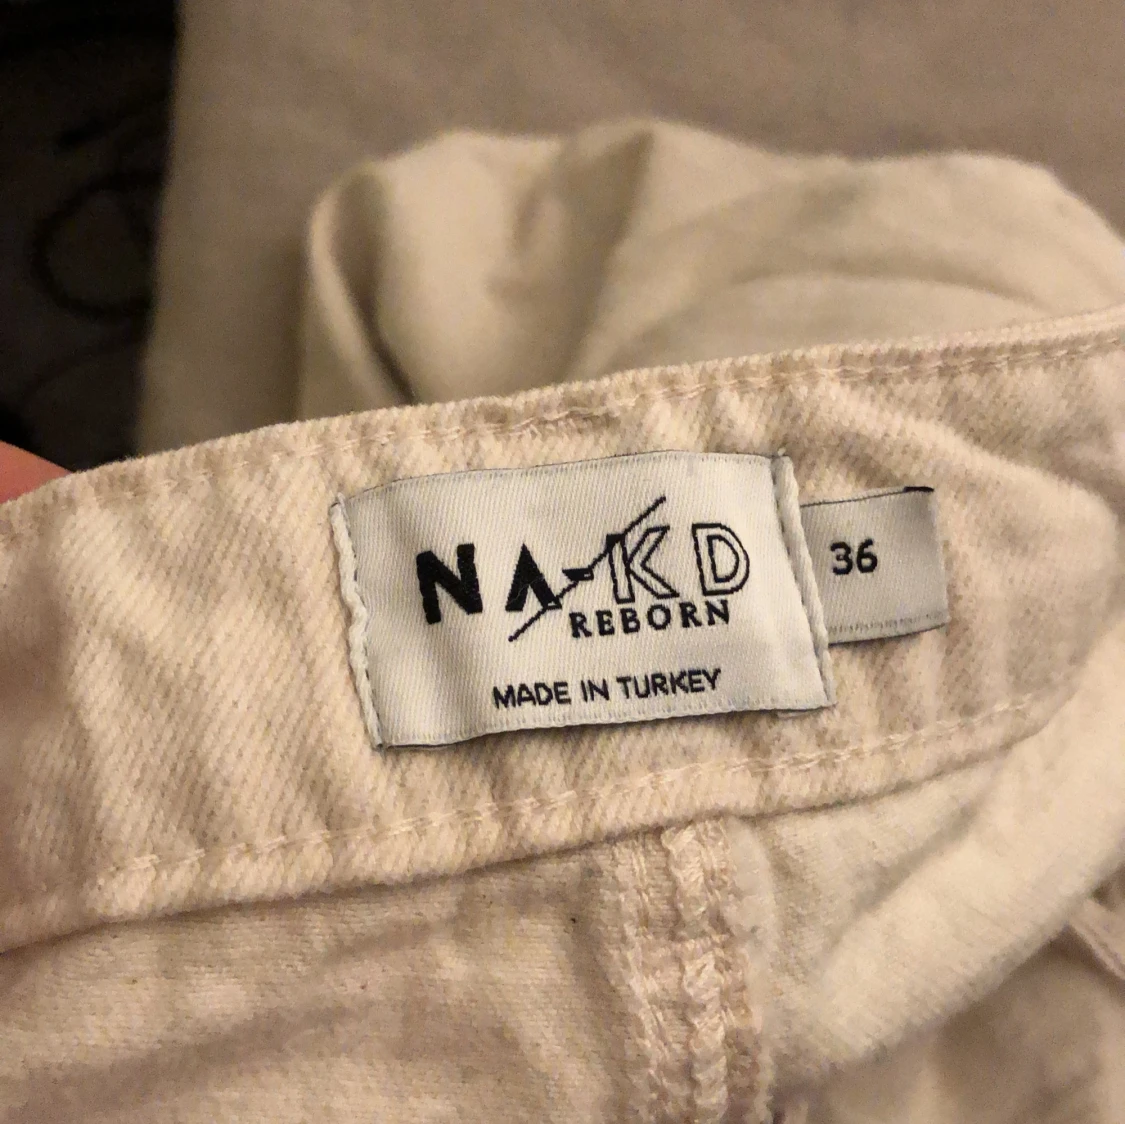 NA-KD
REBORN
MADE IN TURKEY
36